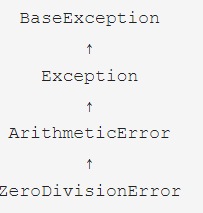 BaseException
↑
Exception
↑
ArithmeticError
↑
ZeroDivisionError